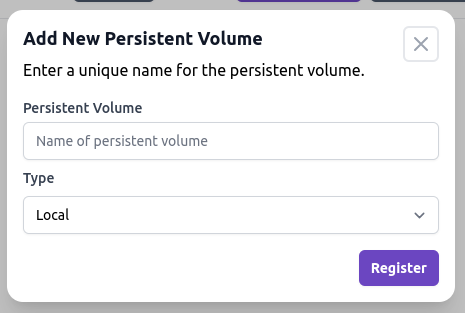 Add New Persistent Volume
Enter a unique name for the persistent volume.
Persistent Volume
Name of persistent volume
Type
Local
Register